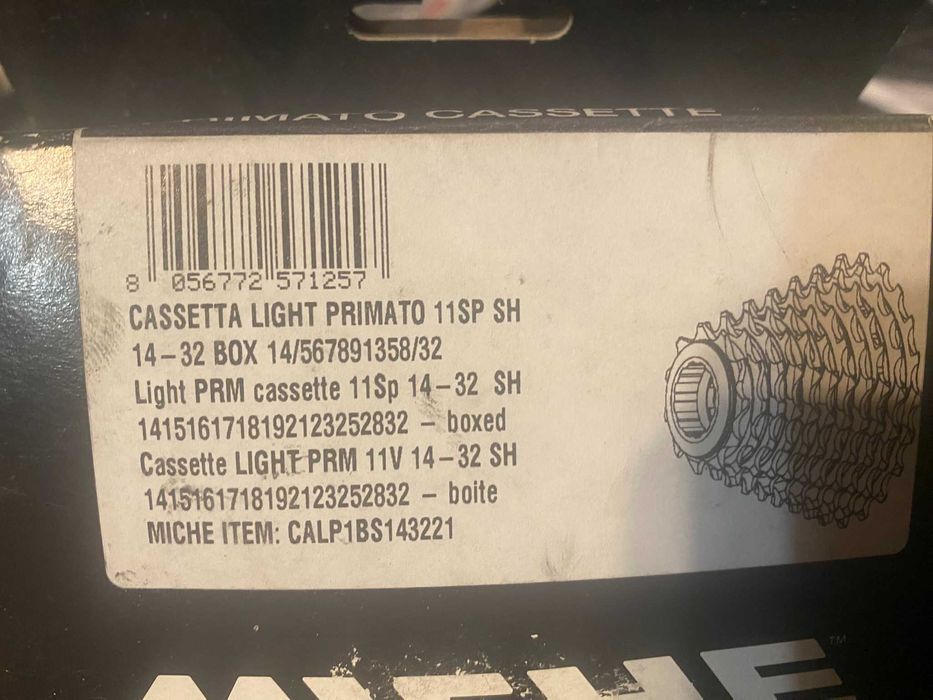 PRIMATO CASSETTE
8 056772 571257
CASSETTA LIGHT PRIMATO 11SP SH
14-32 BOX 14/567891358/32
Light PRM cassette 11Sp 14-32 SH
1415161718192123252832 - boxed
Cassette LIGHT PRM 11V 14-32 SH
1415161718192123252832 - boite
MICHE ITEM: CALP1BS143221
MICHE™